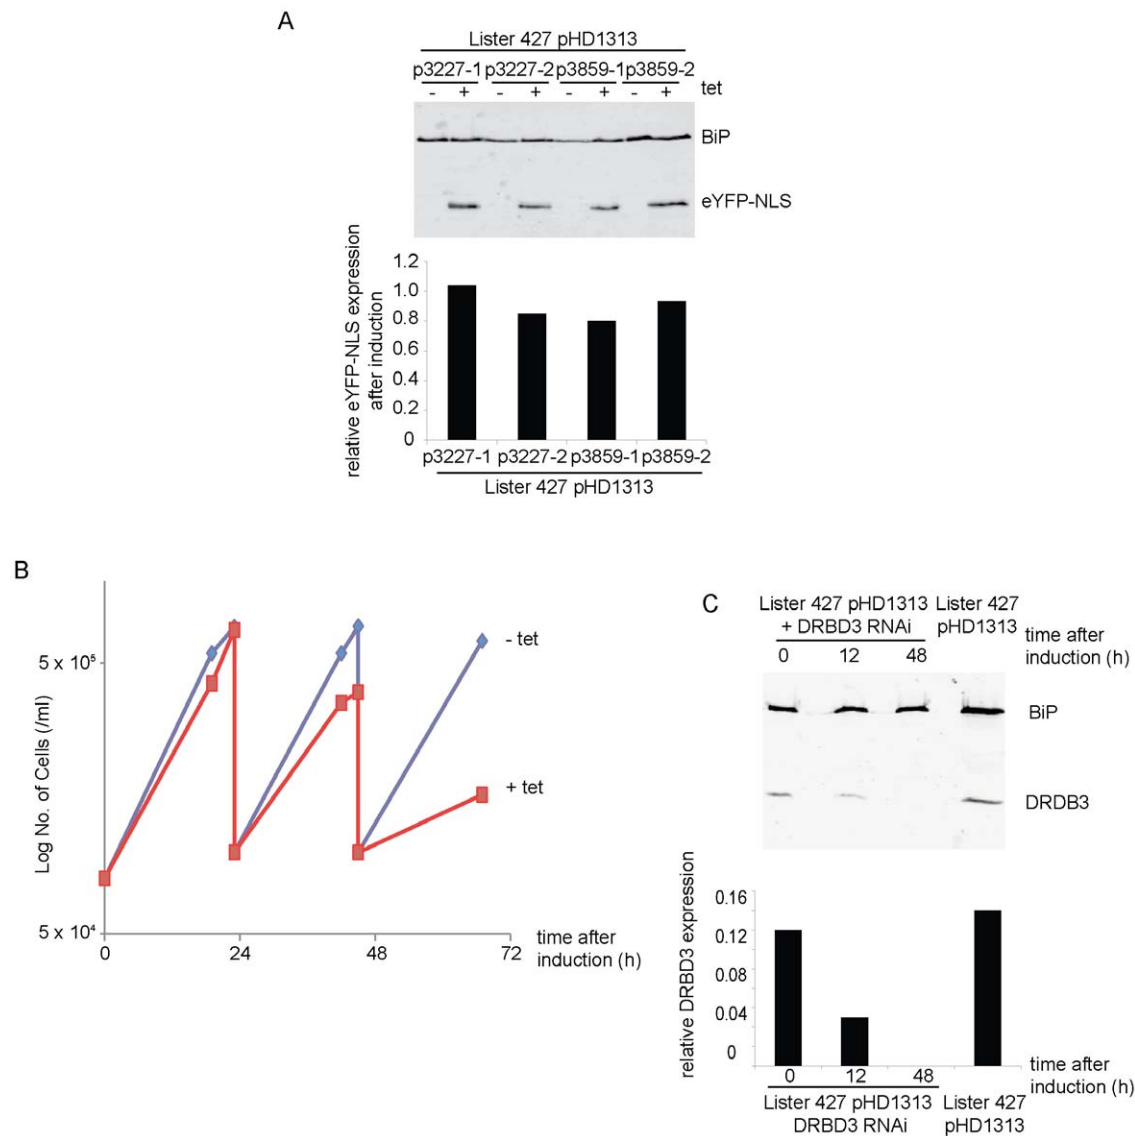 A
Lister 427 pHD1313
p3227-1 p3227-2 p3859-1 p3859-2
- + - + - + - + tet
BiP
eYFP-NLS
relative eYFP-NLS expression
after induction
1.2
1.0
0.8
0.6
0.4
0.2
0
p3227-1 p3227-2 p3859-1 p3859-2
Lister 427 pHD1313
B
Log No. of Cells (/ml)
5 x 10⁵
5 x 10⁴
- tet
+ tet
0 24 48 72
time after
induction (h)
C
Lister 427 pHD1313
+ DRBD3 RNAi
Lister 427
pHD1313
0 12 48
time after
induction (h)
BiP
DRDB3
relative DRBD3 expression
0.16
0.12
0.08
0.04
0
0 12 48
time after
induction (h)
Lister 427 pHD1313
DRBD3 RNAi
Lister 427
pHD1313